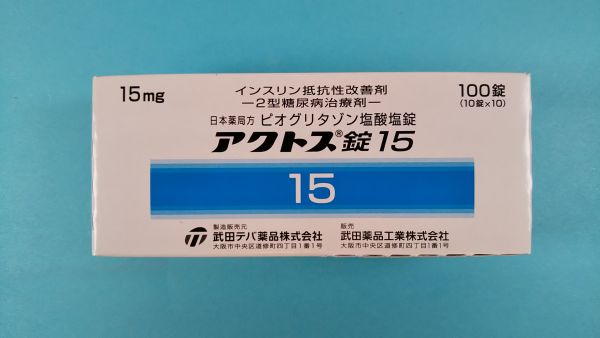 15mg
インスリン抵抗性改善剤
―2型糖尿病治療剤―
100錠
(10錠×10)
日本薬局方 ピオグリタゾン塩酸塩錠
アクトス®錠15
15
製造販売元
武田テバ薬品株式会社
大阪市中央区道修町四丁目1番1号
販売
武田薬品工業株式会社
大阪市中央区道修町四丁目1番1号